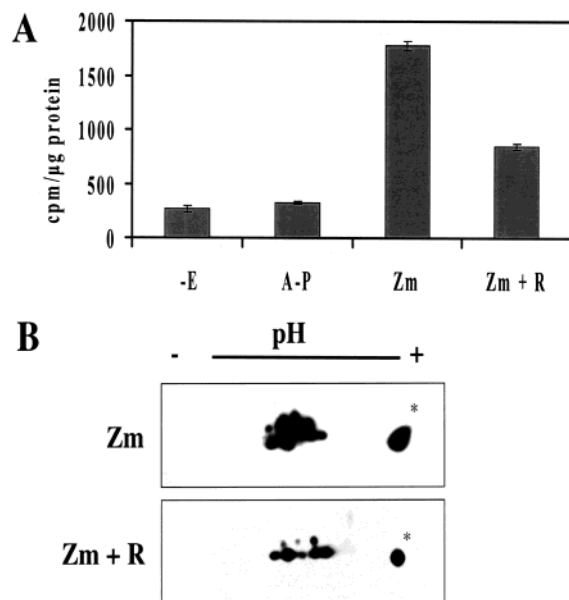 A
cpm/µg protein
2000
1500
1000
500
0
-E A-P Zm Zm + R
B
- pH +
Zm *
Zm + R *